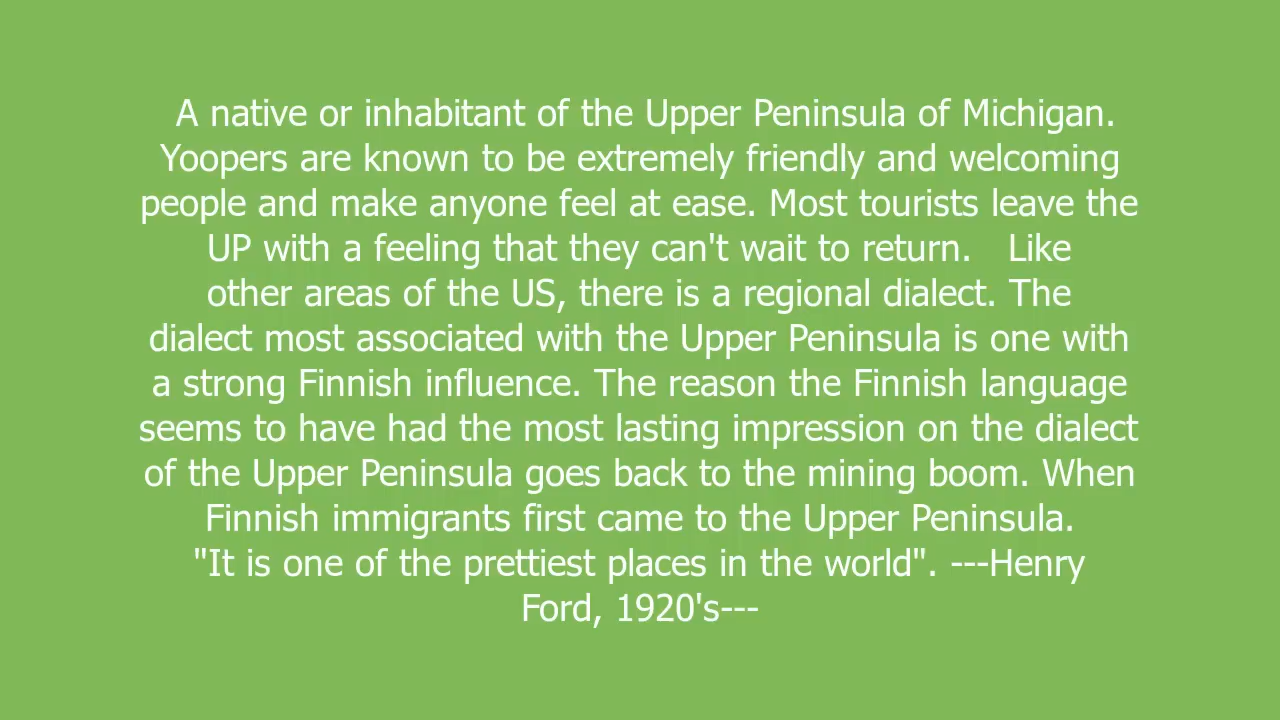 A native or inhabitant of the Upper Peninsula of Michigan.
Yoopers are known to be extremely friendly and welcoming
people and make anyone feel at ease. Most tourists leave the
UP with a feeling that they can't wait to return.   Like
other areas of the US, there is a regional dialect. The
dialect most associated with the Upper Peninsula is one with
a strong Finnish influence. The reason the Finnish language
seems to have had the most lasting impression on the dialect
of the Upper Peninsula goes back to the mining boom. When
Finnish immigrants first came to the Upper Peninsula.
"It is one of the prettiest places in the world". ---Henry
Ford, 1920's---